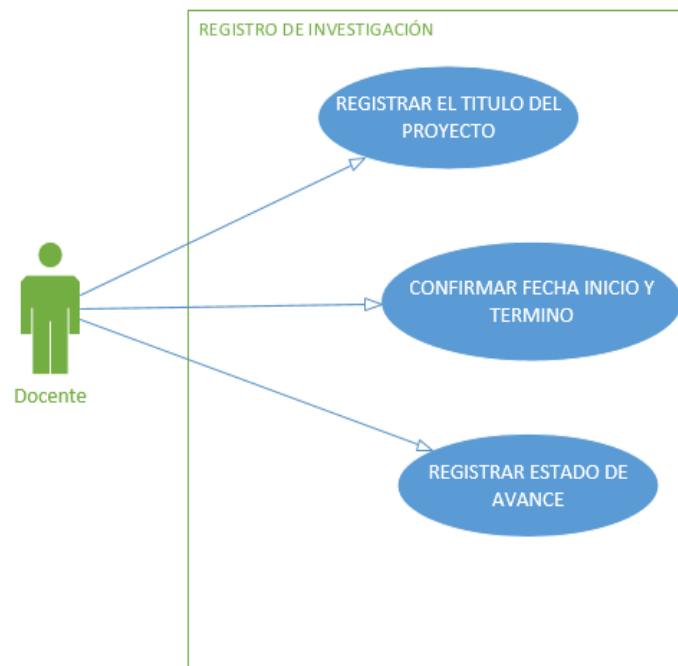 REGISTRO DE INVESTIGACIÓN
REGISTRAR EL TITULO DEL
PROYECTO
CONFIRMAR FECHA INICIO Y
TERMINO
Docente
REGISTRAR ESTADO DE
AVANCE